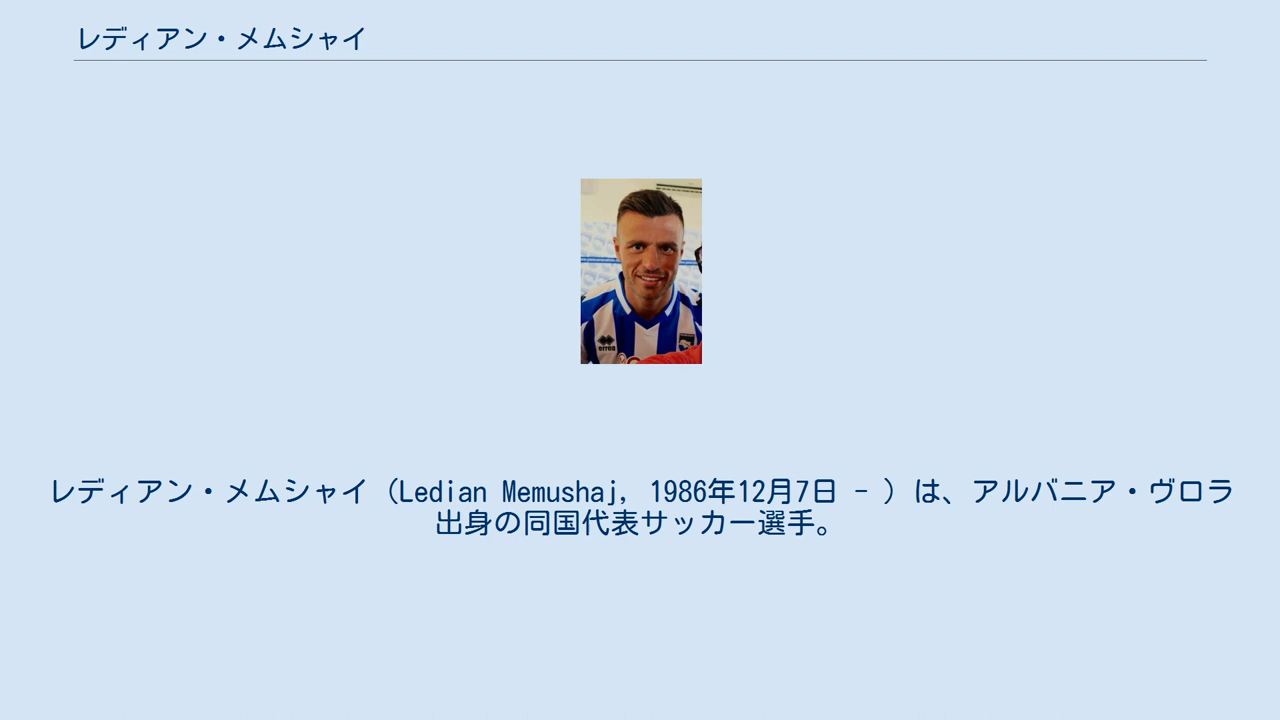 レディアン・メムシャイ
errea
レディアン・メムシャイ（Ledian Memushaj, 1986年12月7日 - ）は、アルバニア・ヴロラ
出身の同国代表サッカー選手。